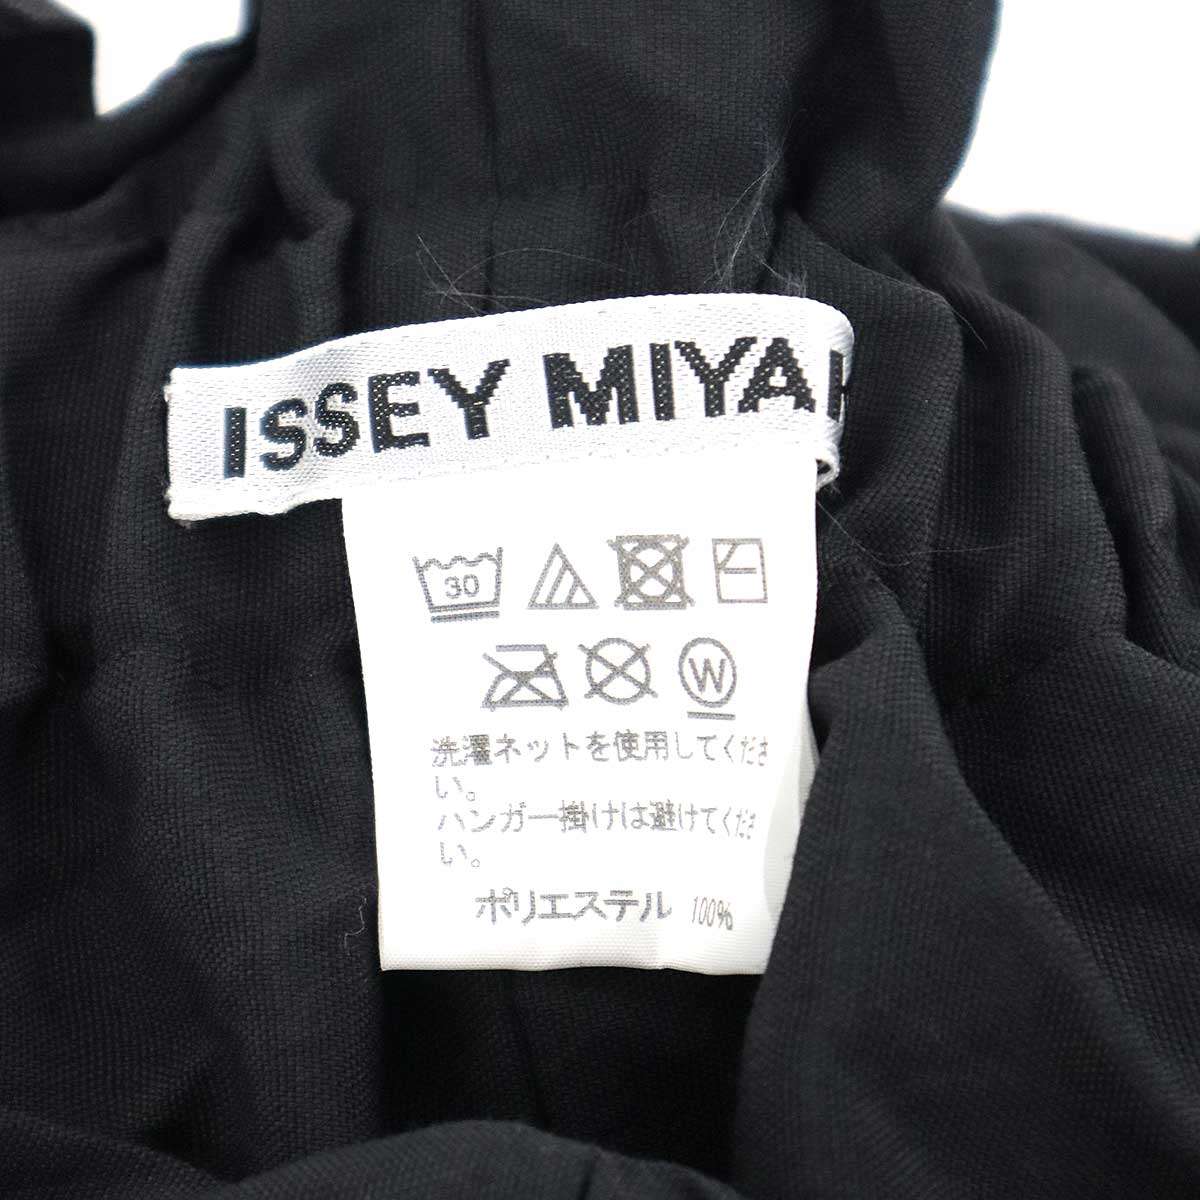 ISSEY MIYA
30
W
洗濯ネットを使用してくださ
い。
ハンガー掛けは避けてくださ
い。
ポリエステル 100%